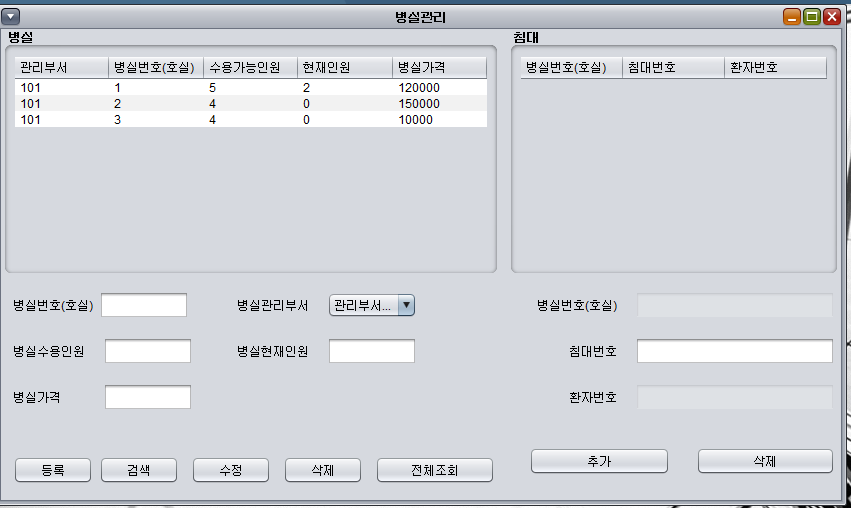 병실관리
병실
침대
관리부서 병실번호(호실) 수용가능인원 현재인원 병실가격
101 1 5 2 120000
101 2 4 0 150000
101 3 4 0 10000
병실번호(호실) 침대번호 환자번호
병실번호(호실) 병실관리부서 관리부서...
병실수용인원 병실현재인원
병실가격
등록 검색 수정 삭제 전체조회
병실번호(호실)
침대번호
환자번호
추가 삭제